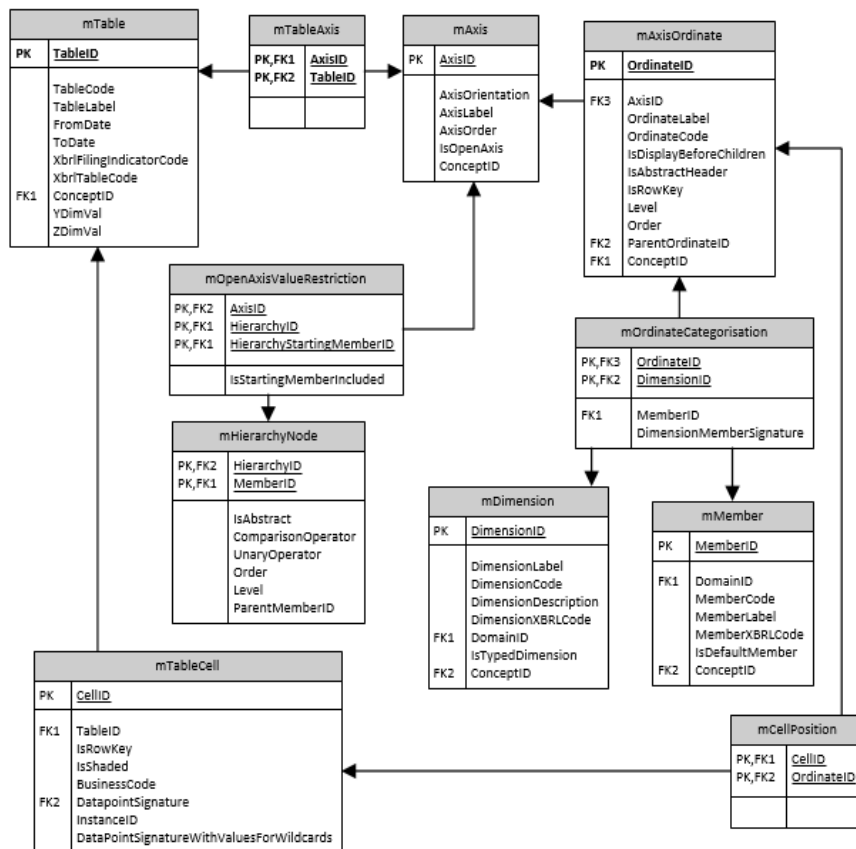 mTable
PK TableID
TableCode
TableLabel
FromDate
ToDate
XbrlFilingIndicatorCode
XbrlTableCode
FK1 ConceptID
YDimVal
ZDimVal
mTableAxis
PK,FK1 AxisID
PK,FK2 TableID
mAxis
PK AxisID
AxisOrientation
AxisLabel
AxisOrder
IsOpenAxis
ConceptID
mAxisOrdinate
PK OrdinateID
FK3 AxisID
OrdinateLabel
OrdinateCode
IsDisplayBeforeChildren
IsAbstractHeader
IsRowKey
Level
Order
FK2 ParentOrdinateID
FK1 ConceptID
mOpenAxisValueRestriction
PK,FK2 AxisID
PK,FK1 HierarchyID
PK,FK1 HierarchyStartingMemberID
IsStartingMemberIncluded
mOrdinateCategorisation
PK,FK3 OrdinateID
PK,FK2 DimensionID
FK1 MemberID
DimensionMemberSignature
mHierarchyNode
PK,FK2 HierarchyID
PK,FK1 MemberID
IsAbstract
ComparisonOperator
UnaryOperator
Order
Level
ParentMemberID
mDimension
PK DimensionID
DimensionLabel
DimensionCode
DimensionDescription
DimensionXBRLCode
FK1 DomainID
IsTypedDimension
FK2 ConceptID
mMember
PK MemberID
FK1 DomainID
MemberCode
MemberLabel
MemberXBRLCode
IsDefaultMember
FK2 ConceptID
mTableCell
PK CellID
FK1 TableID
IsRowKey
IsShaded
BusinessCode
FK2 DatapointSignature
InstanceID
DataPointSignatureWithValuesForWildcards
mCellPosition
PK,FK1 CellID
PK,FK2 OrdinateID